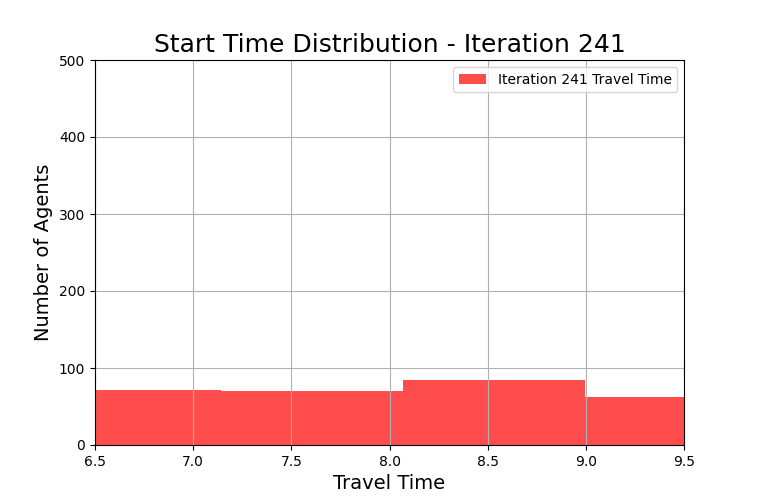 Start Time Distribution - Iteration 241
Iteration 241 Travel Time
Number of Agents
500
400
300
200
100
0
6.5 7.0 7.5 8.0 8.5 9.0 9.5
Travel Time